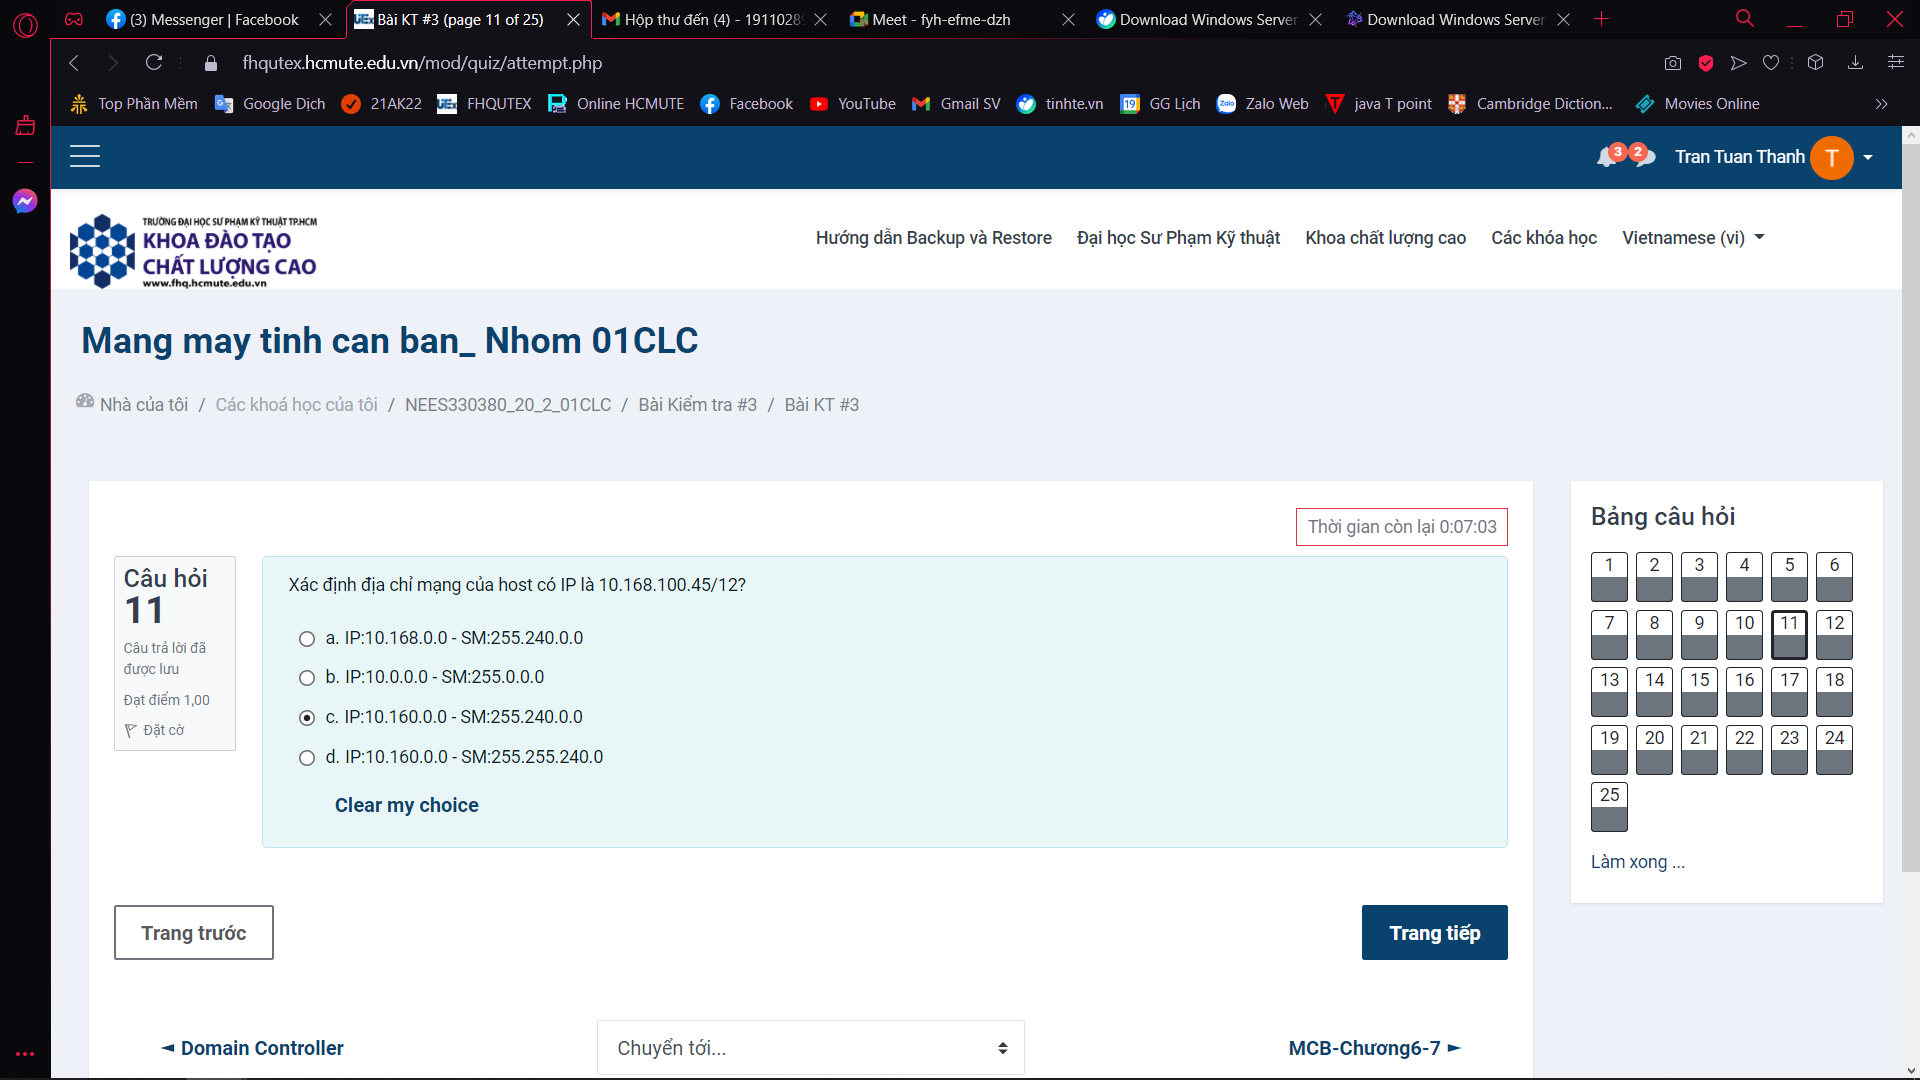 (3) Messenger | Facebook
Bài KT #3 (page 11 of 25)
Hộp thư đến (4) - 1911028
Meet - fyh-efme-dzh
Download Windows Server
Download Windows Server
fhqutex.hcmute.edu.vn/mod/quiz/attempt.php
Top Phần Mềm
Google Dịch
21AK22
FHQUTEX
Online HCMUTE
Facebook
YouTube
Gmail SV
tinhte.vn
19
GG Lịch
Zalo
Zalo Web
java T point
Cambridge Diction...
Movies Online
3
2
Tran Tuan Thanh
T
TRƯỜNG ĐẠI HỌC SƯ PHẠM KỸ THUẬT TP.HCM
KHOA ĐÀO TẠO
CHẤT LƯỢNG CAO
www.fhq.hcmute.edu.vn
Hướng dẫn Backup và Restore
Đại học Sư Phạm Kỹ thuật
Khoa chất lượng cao
Các khóa học
Vietnamese (vi)
Mang may tinh can ban_ Nhom 01CLC
Nhà của tôi / Các khoá học của tôi / NEES330380_20_2_01CLC / Bài Kiểm tra #3 / Bài KT #3
Thời gian còn lại 0:07:03
Câu hỏi
11
Câu trả lời đã
được lưu
Đạt điểm 1,00
Đặt cờ
Xác định địa chỉ mạng của host có IP là 10.168.100.45/12?
a. IP:10.168.0.0 - SM:255.240.0.0
b. IP:10.0.0.0 - SM:255.0.0.0
c. IP:10.160.0.0 - SM:255.240.0.0
d. IP:10.160.0.0 - SM:255.255.240.0
Clear my choice
Trang trước
Trang tiếp
◄ Domain Controller
Chuyển tới...
MCB-Chương6-7 ►
Bảng câu hỏi
1 2 3 4 5 6
7 8 9 10 11 12
13 14 15 16 17 18
19 20 21 22 23 24
25
Làm xong ...